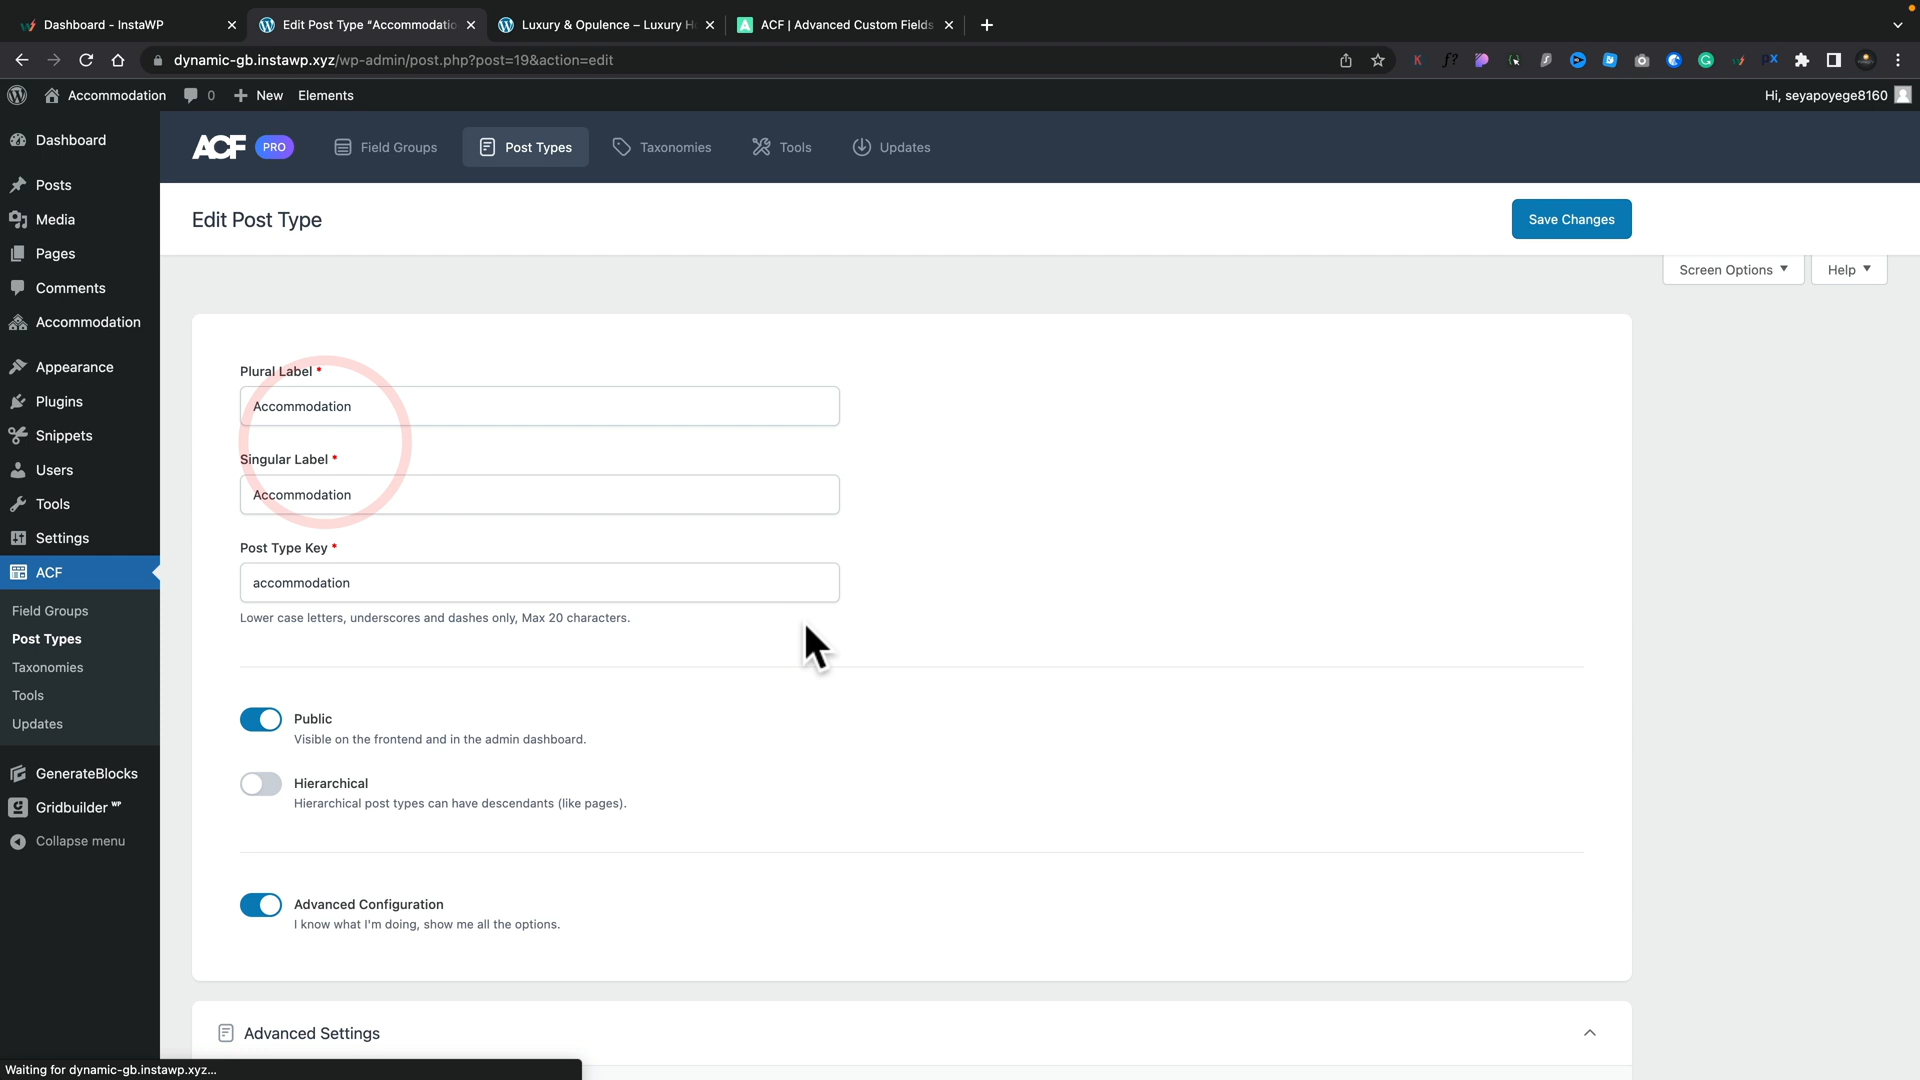 Dashboard - InstaWP
Edit Post Type "Accommodatio
Luxury & Opulence – Luxury H
ACF | Advanced Custom Fields
dynamic-gb.instawp.xyz/wp-admin/post.php?post=19&action=edit
Accommodation
0
New
Elements
Hi, seyapoyege8160
Dashboard
Posts
Media
Pages
Comments
Accommodation
Appearance
Plugins
Snippets
Users
Tools
Settings
ACF
Field Groups
Post Types
Taxonomies
Tools
Updates
GenerateBlocks
Gridbuilder WP
Collapse menu
ACF PRO
Field Groups
Post Types
Taxonomies
Tools
Updates
Edit Post Type
Save Changes
Screen Options
Help
Plural Label *
Accommodation
Singular Label *
Accommodation
Post Type Key *
accommodation
Lower case letters, underscores and dashes only, Max 20 characters.
Public
Visible on the frontend and in the admin dashboard.
Hierarchical
Hierarchical post types can have descendants (like pages).
Advanced Configuration
I know what I'm doing, show me all the options.
Advanced Settings
Waiting for dynamic-gb.instawp.xyz...